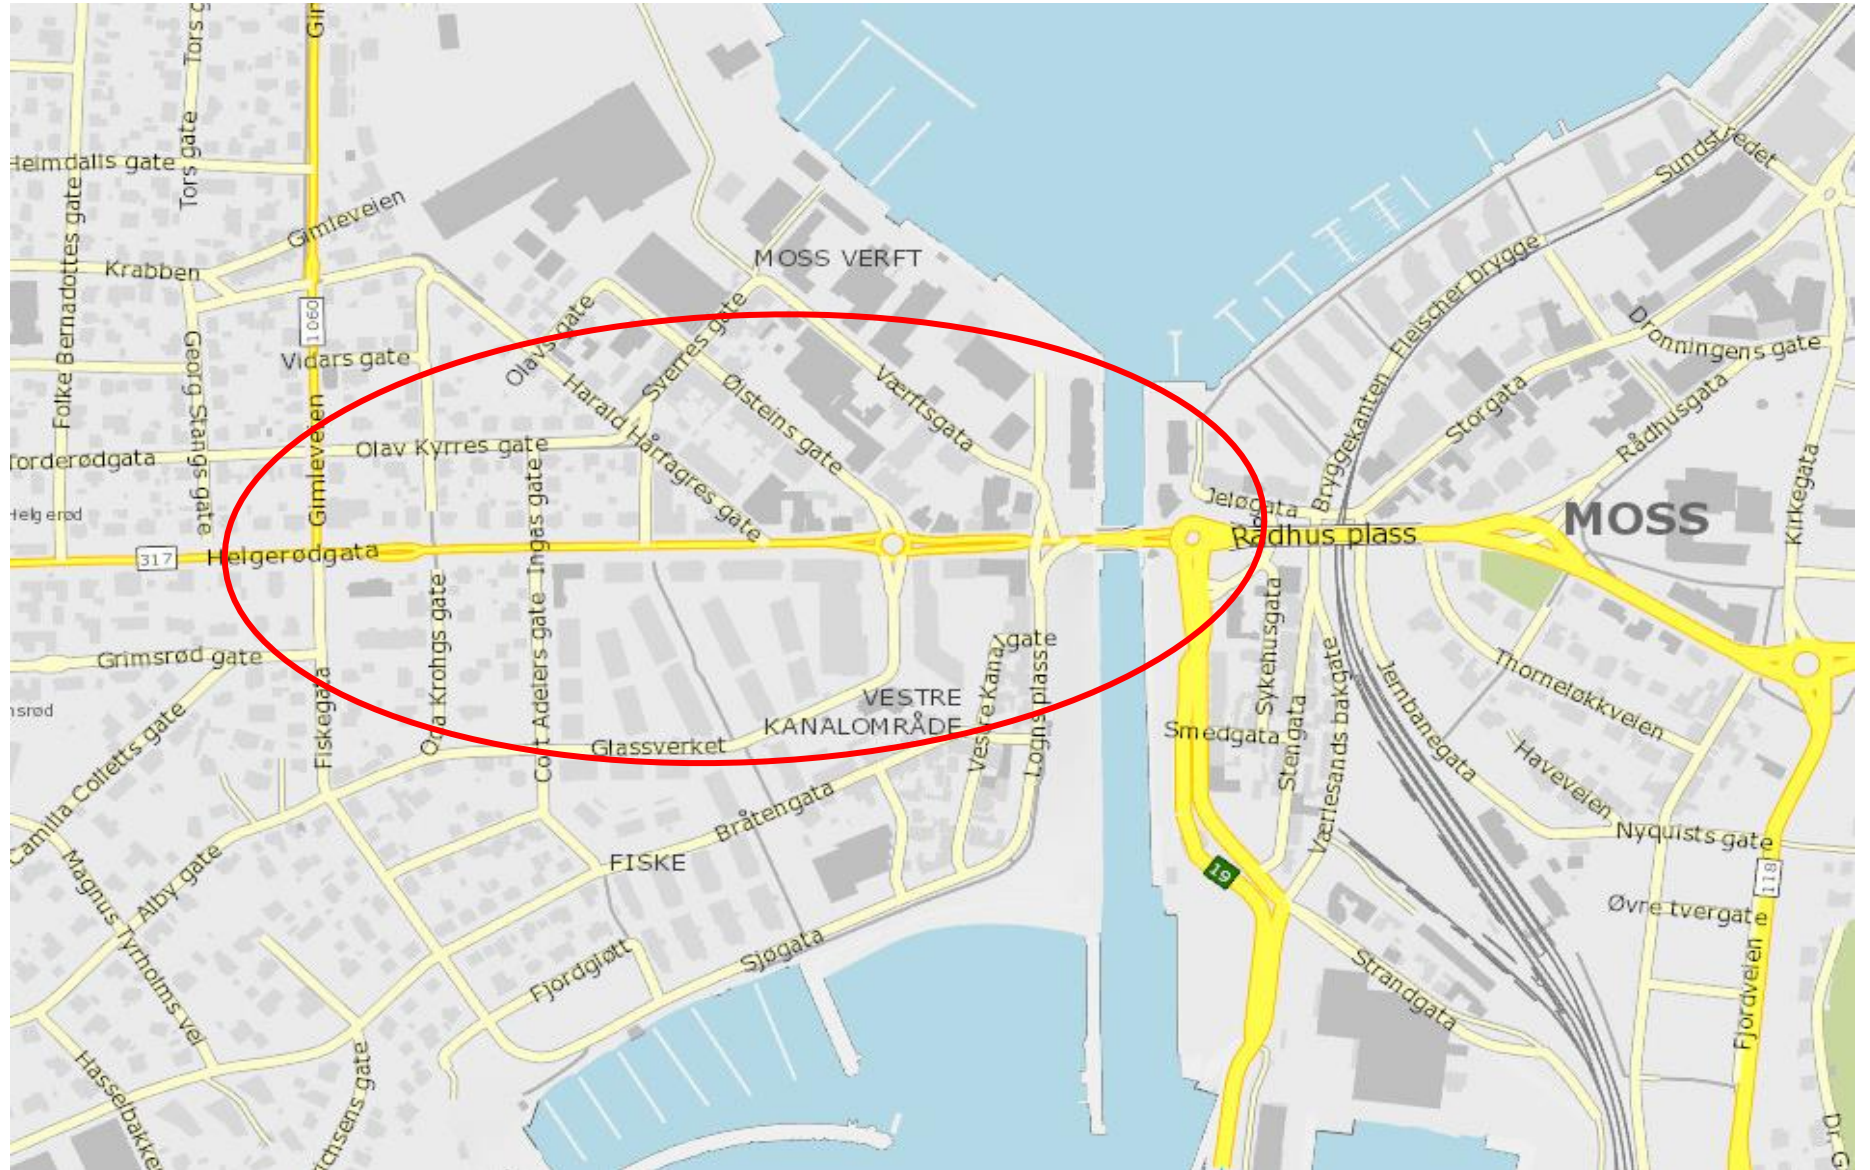 Tors gate
Heimdalls gate
Tors gate
Folke Bernadottes gate
Gimleveien
Krabben
MOSS VERFT
1060
Georg Stangs gate
Vidars gate
Olavs gate
Sverres gate
Harald Hårfagres gate
Øisteins gate
Værftsgata
Olav Kyrres gate
Gimleveien
Ingas gate
Helgerød
317
Helgerødgata
Sundstredet
Fleischer brygge
Bryggekanten
Dronningens gate
Storgata
Rådhusgata
Kirkegata
Jeløgata
Rådhus plass
MOSS
Grimsrød gate
Fiskegata
Oda Krohgs gate
Cort Adelers gate
Glassverket
VESTRE
KANALOMRÅDE
gate
Logns plass
Bråtengata
FISKE
Camilla Colletts gate
Alby gate
Magnus Tyrholms vei
Fjordgløtt
Sjøgata
Sykehusgata
Stengata
Smedgata
Værlesands bakgate
Jernbanegata
Thorneløkkveien
Haveveien
Nyquists gate
19
118
Øvre tvergate
Strandgata
Fjordveien